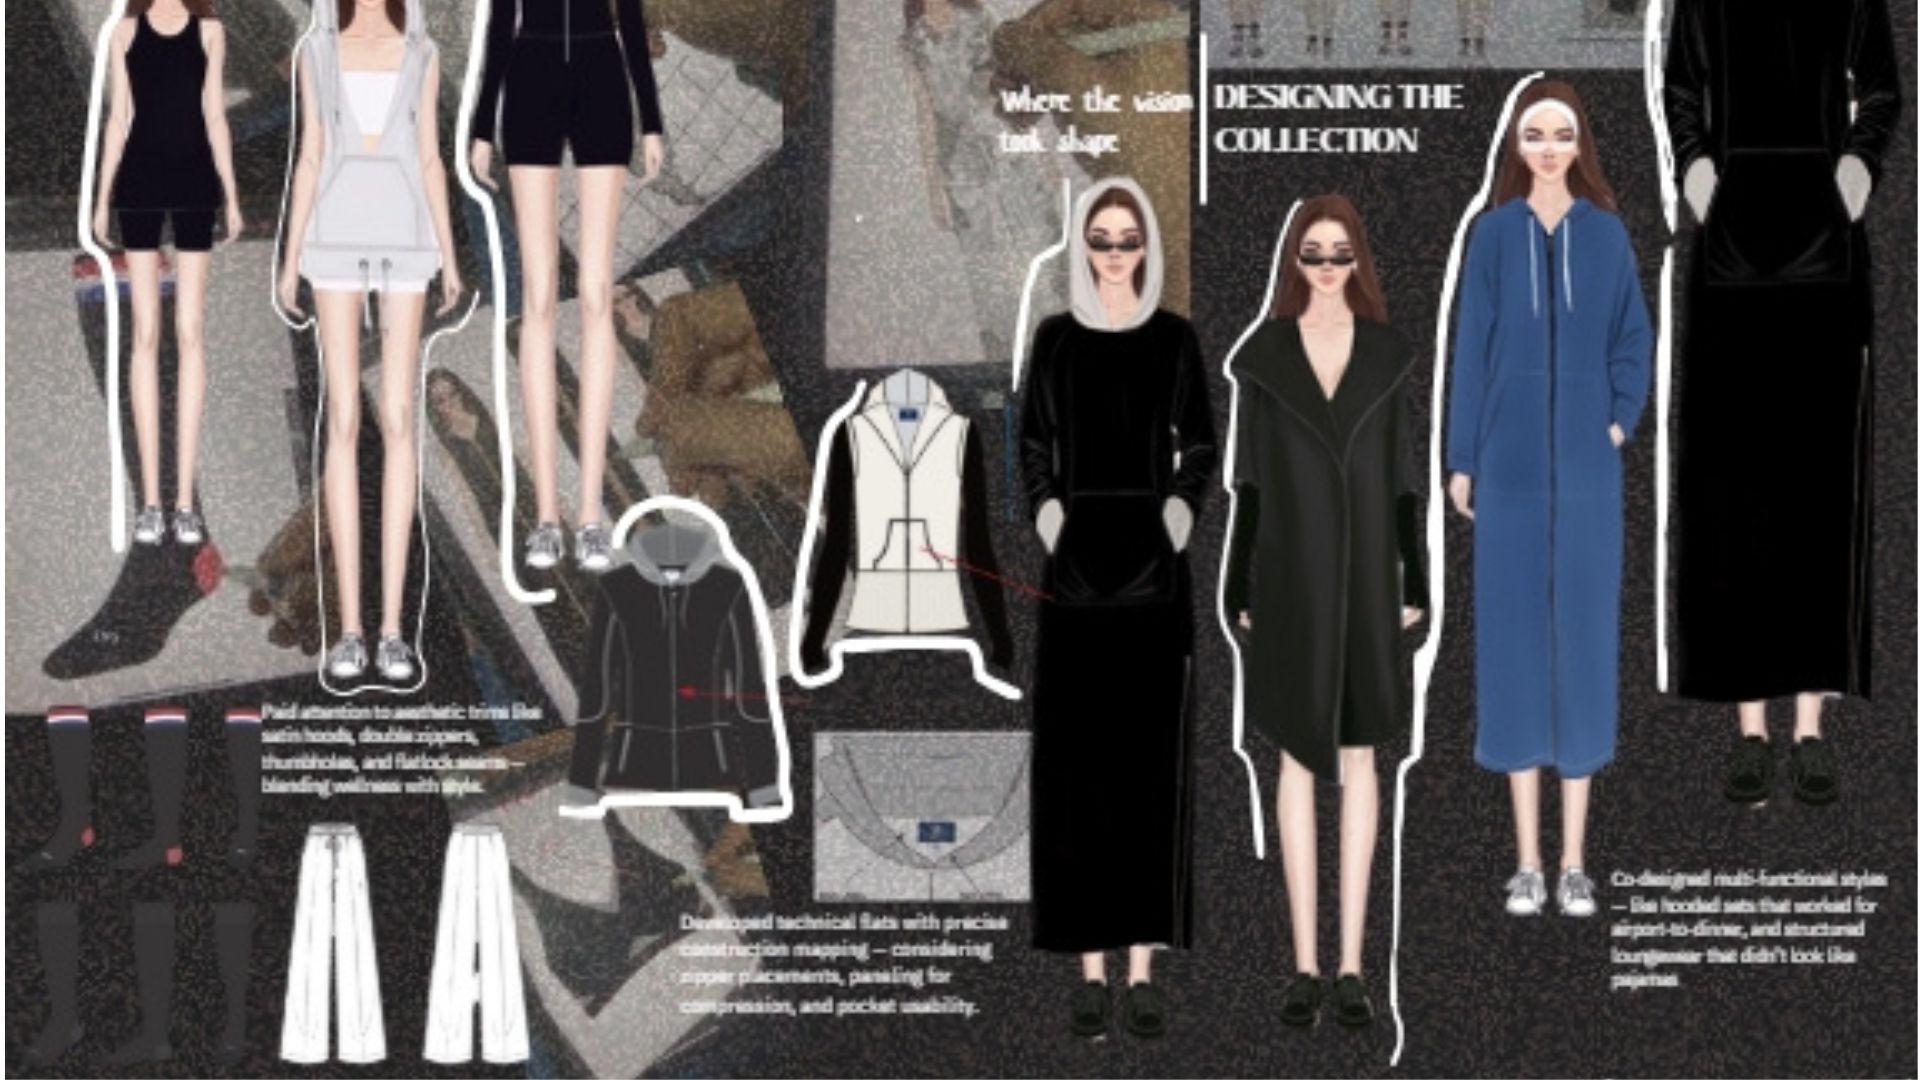 Where the vision
took shape
DESIGNING THE
COLLECTION
Paid attention to aesthetic trims like
satin hoods, double zippers,
thumbholes, and flatlock seams —
blending wellness with style.
Developed technical flats with precise
construction mapping — considering
zipper placements, paneling for
compression, and pocket usability.
Co-designed multi-functional styles
— like hooded sets that worked for
airport-to-dinner, and structured
loungewear that didn't look like
pajamas